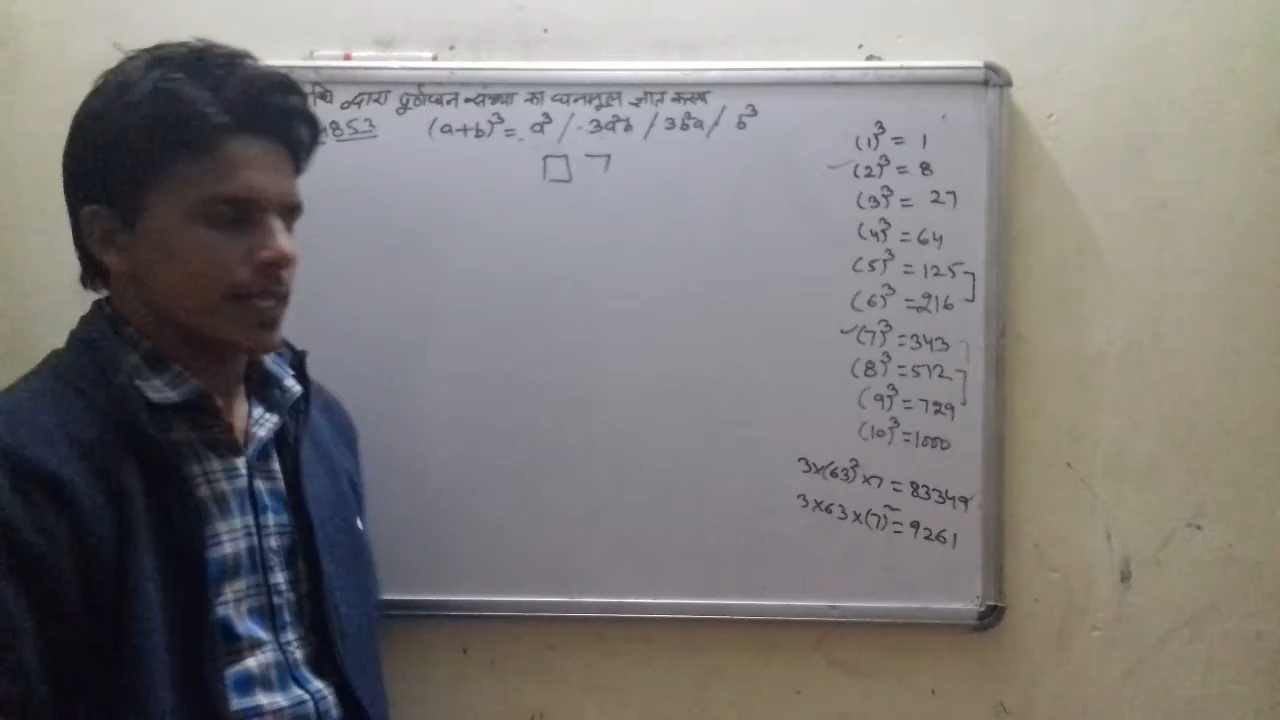 द्वारा पूर्णघन संख्या का घनमूल ज्ञात करना
853
(a+b)³ = a³ / 3a²b / 3b²a / b³
7
(1)³ = 1
(2)³ = 8
(3)³ = 27
(4)³ = 64
(5)³ = 125
(6)³ = 216
(7)³ = 343
(8)³ = 512
(9)³ = 729
(10)³ = 1000
3×(63)²×7 = 83349
3×63×(7)² = 9261